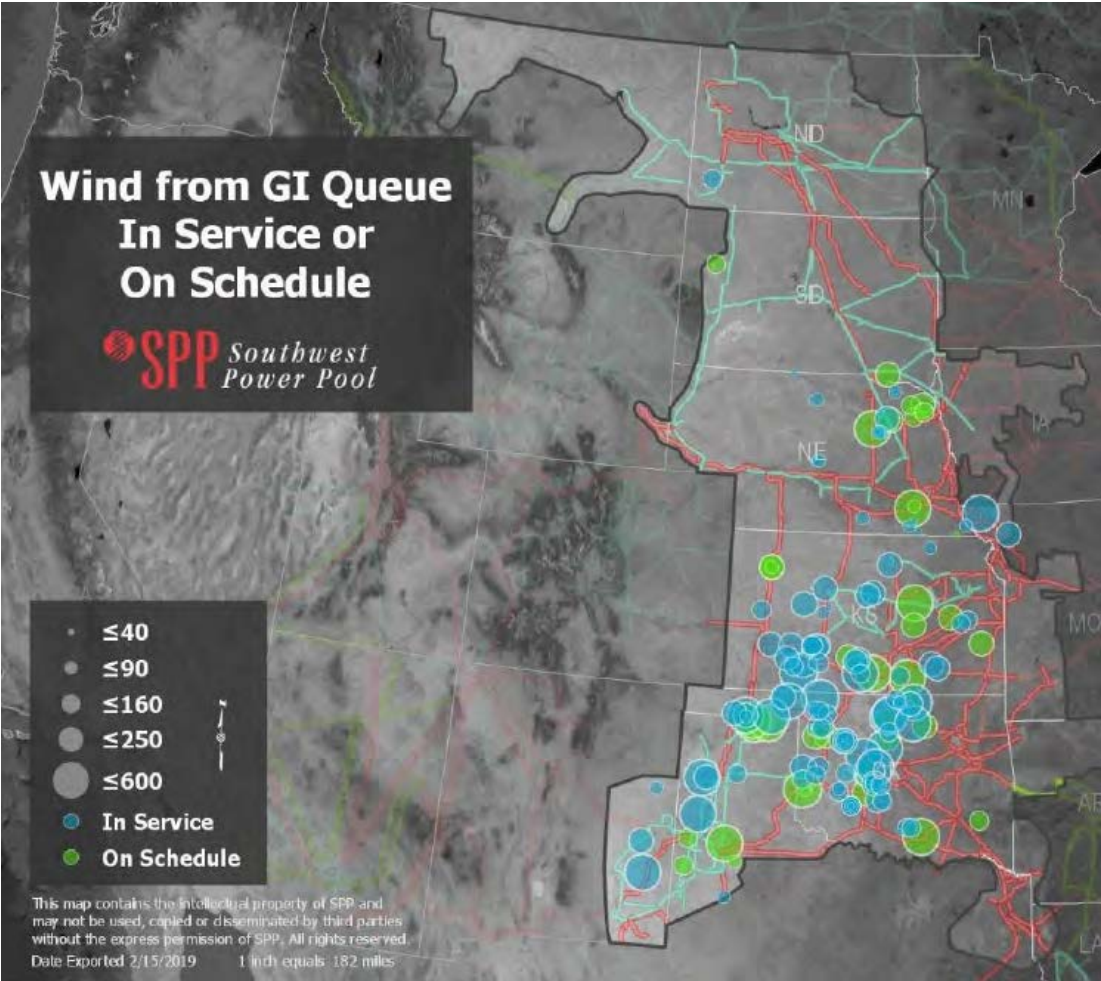 Wind from GI Queue
In Service or
On Schedule
SPP Southwest
Power Pool
ND
MN
SD
IA
NE
KS
MO
AR
LA
≤40
≤90
≤160
≤250
≤600
In Service
On Schedule
This map contains the intellectual property of SPP and
may not be used, copied or disseminated by third parties
without the express permission of SPP. All rights reserved.
Date Exported 2/15/2019 1 inch equals 182 miles